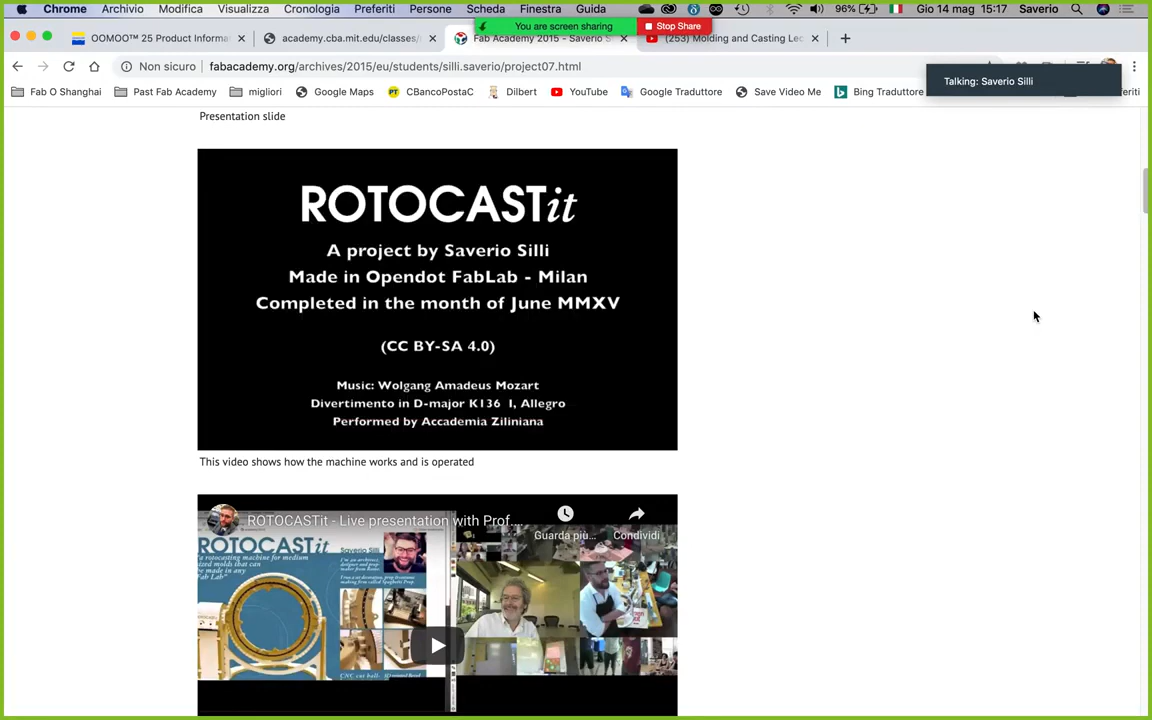 Chrome Archivio Modifica Visualizza Cronologia Preferiti Persone Scheda Finestra Guida 96% Gio 14 mag 15:17 Saverio
You are screen sharing Stop Share
OOMOO™ 25 Product Informa × academy.cba.mit.edu/classes/ × Fab Academy 2015 - Saverio S × (253) Molding and Casting Lec × +
Non sicuro fabacademy.org/archives/2015/eu/students/silli.saverio/project07.html
Talking: Saverio Silli
Fab O Shanghai Past Fab Academy migliori Google Maps CBancoPostaC Dilbert YouTube Google Traduttore Save Video Me Bing Traduttore
Presentation slide
ROTOCASTit
A project by Saverio Silli
Made in Opendot FabLab - Milan
Completed in the month of June MMXV
(CC BY-SA 4.0)
Music: Wolgang Amadeus Mozart
Divertimento in D-major K136 I, Allegro
Performed by Accademia Ziliniana
This video shows how the machine works and is operated
ROTOCASTit - Live presentation with Prof....
Guarda più... Condividi
ROTOCASTit
Saverio Silli